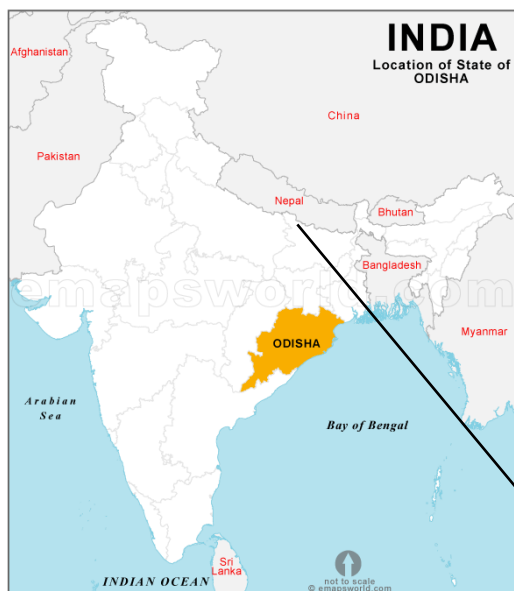 INDIA
Location of State of
ODISHA
Afghanistan
China
Pakistan
Nepal
Bhutan
Bangladesh
emapsworld.com
Myanmar
ODISHA
Arabian
Sea
Bay of Bengal
Sri
Lanka
INDIAN OCEAN
not to scale
© emapsworld.com